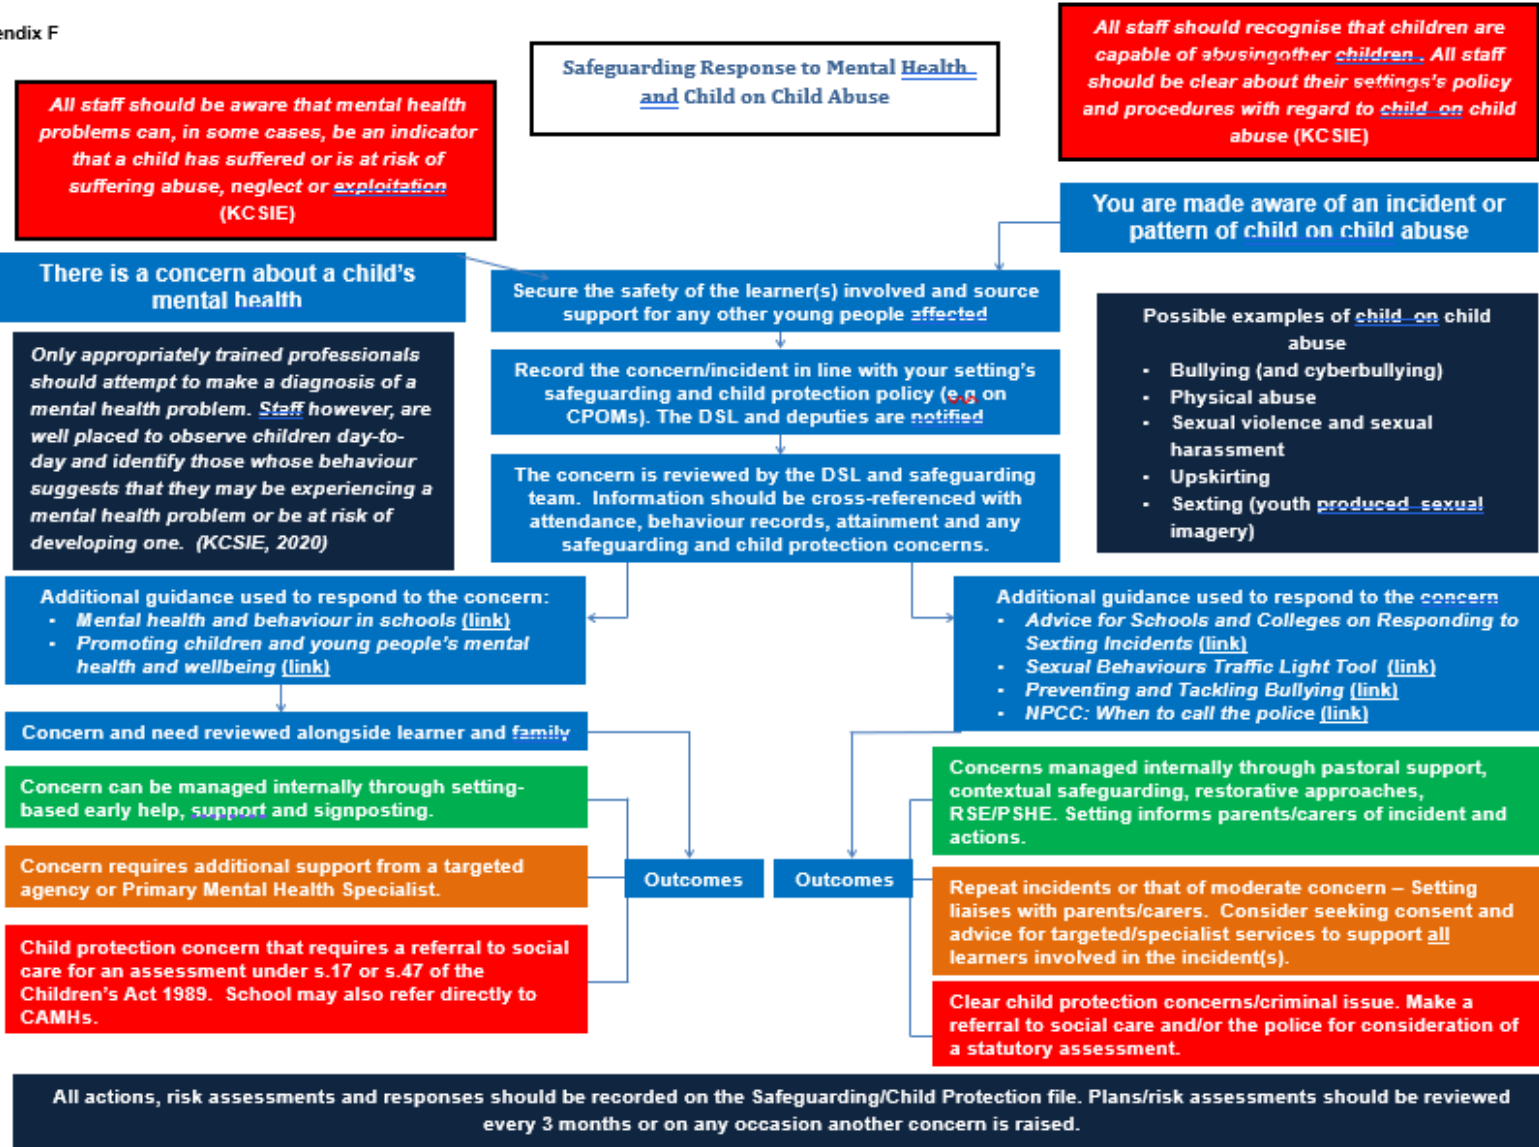 endix F
Safeguarding Response to Mental Health
and Child on Child Abuse
All staff should be aware that mental health
problems can, in some cases, be an indicator
that a child has suffered or is at risk of
suffering abuse, neglect or exploitation
(KCSIE)
All staff should recognise that children are
capable of abusingother children. All staff
should be clear about their settings's policy
and procedures with regard to child on child
abuse (KCSIE)
There is a concern about a child's
mental health
You are made aware of an incident or
pattern of child on child abuse
Secure the safety of the learner(s) involved and source
support for any other young people affected
Record the concern/incident in line with your setting's
safeguarding and child protection policy (e.g. on
CPOMs). The DSL and deputies are notified
The concern is reviewed by the DSL and safeguarding
team. Information should be cross-referenced with
attendance, behaviour records, attainment and any
safeguarding and child protection concerns.
Only appropriately trained professionals
should attempt to make a diagnosis of a
mental health problem. Staff however, are
well placed to observe children day-to-
day and identify those whose behaviour
suggests that they may be experiencing a
mental health problem or be at risk of
developing one. (KCSIE, 2020)
Possible examples of child on child
abuse
• Bullying (and cyberbullying)
• Physical abuse
• Sexual violence and sexual
harassment
• Upskirting
• Sexting (youth produced sexual
imagery)
Additional guidance used to respond to the concern:
• Mental health and behaviour in schools (link)
• Promoting children and young people's mental
health and wellbeing (link)
Additional guidance used to respond to the concern
• Advice for Schools and Colleges on Responding to
Sexting Incidents (link)
• Sexual Behaviours Traffic Light Tool (link)
• Preventing and Tackling Bullying (link)
• NPCC: When to call the police (link)
Concern and need reviewed alongside learner and family
Concern can be managed internally through setting-
based early help, support and signposting.
Concern requires additional support from a targeted
agency or Primary Mental Health Specialist.
Child protection concern that requires a referral to social
care for an assessment under s.17 or s.47 of the
Children's Act 1989. School may also refer directly to
CAMHs.
Outcomes
Outcomes
Concerns managed internally through pastoral support,
contextual safeguarding, restorative approaches,
RSE/PSHE. Setting informs parents/carers of incident and
actions.
Repeat incidents or that of moderate concern – Setting
liaises with parents/carers. Consider seeking consent and
advice for targeted/specialist services to support all
learners involved in the incident(s).
Clear child protection concerns/criminal issue. Make a
referral to social care and/or the police for consideration of
a statutory assessment.
All actions, risk assessments and responses should be recorded on the Safeguarding/Child Protection file. Plans/risk assessments should be reviewed
every 3 months or on any occasion another concern is raised.